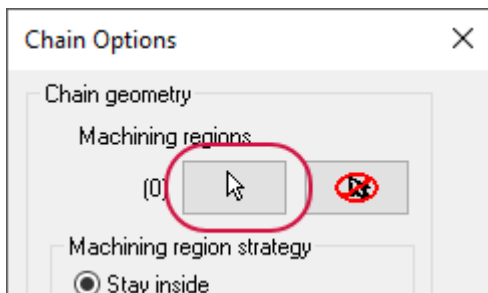 Chain Options
Chain geometry
Machining regions
(0)
Machining region strategy
Stay inside